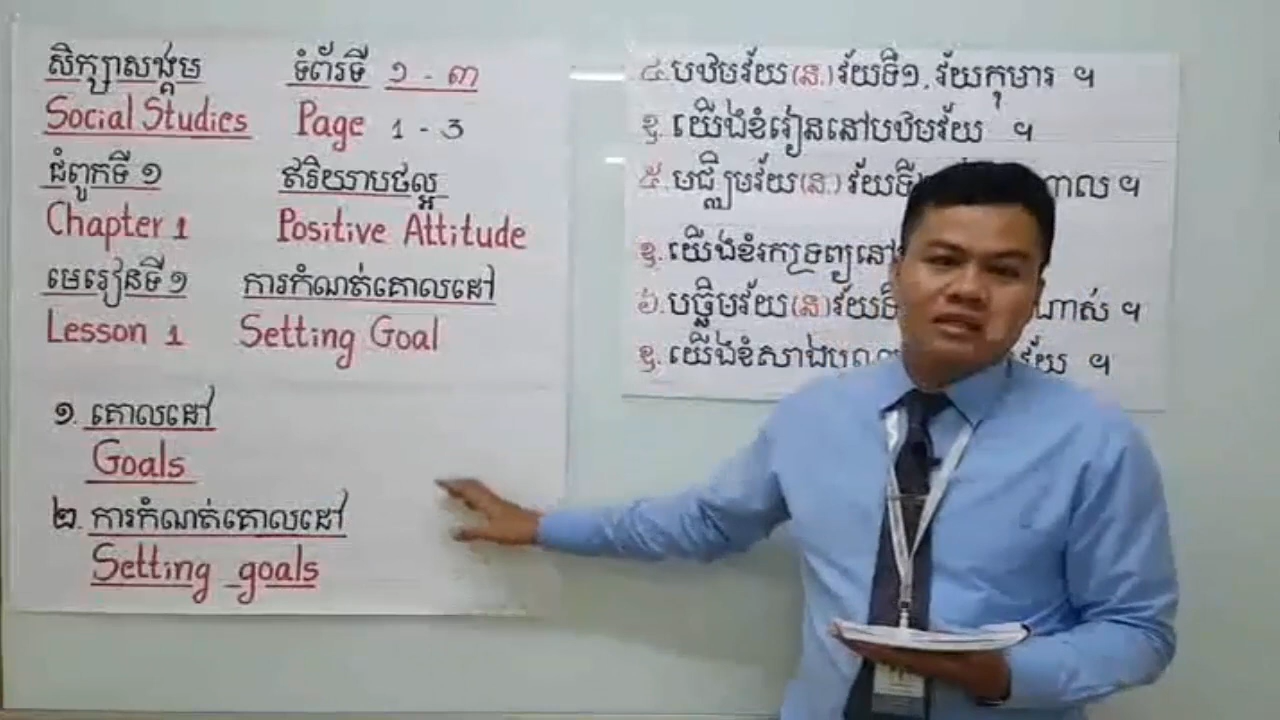 សិក្សាសង្គម ទំព័រទី ១ - ៣
Social Studies Page 1 - 3
ជំពូកទី ១ ឥរិយាបថល្អ
Chapter 1 Positive Attitude
មេរៀនទី ១ ការកំណត់គោលដៅ
Lesson 1 Setting Goal
១. គោលដៅ
Goals
២. ការកំណត់គោលដៅ
Setting goals
៤. បឋមវ័យ (ន.) វ័យទី១, វ័យកុមារ ។
ឧ. យើងខំរៀននៅបឋមវ័យ ។
៥. មជ្ឈិមវ័យ (ន.) វ័យទី
ឧ. យើងខំរកទ្រព្យនៅ
៦. បច្ឆិមវ័យ (ន) វ័យទី ណាស់ ។
ឧ. យើងខំសាងបុណ្យ វ័យ ។